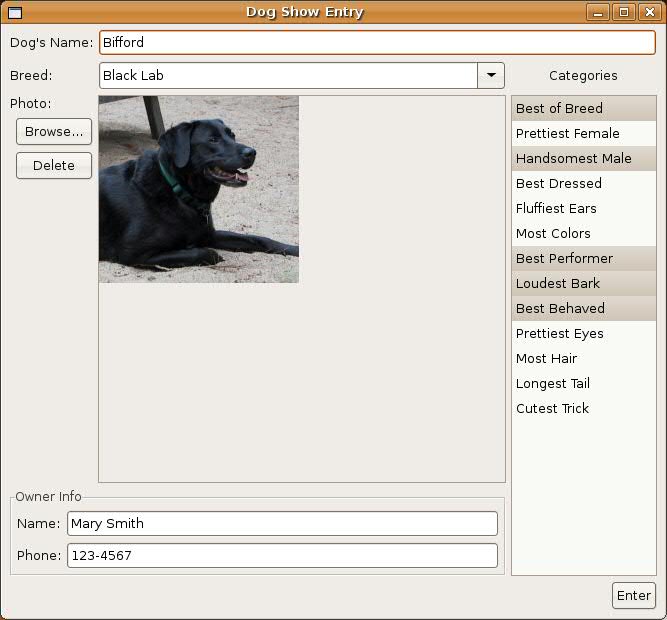 Dog Show Entry
Dog's Name: Bifford
Breed: Black Lab
Categories
Photo:
Browse...
Delete
Best of Breed
Prettiest Female
Handsomest Male
Best Dressed
Fluffiest Ears
Most Colors
Best Performer
Loudest Bark
Best Behaved
Prettiest Eyes
Most Hair
Longest Tail
Cutest Trick
Owner Info
Name: Mary Smith
Phone: 123-4567
Enter